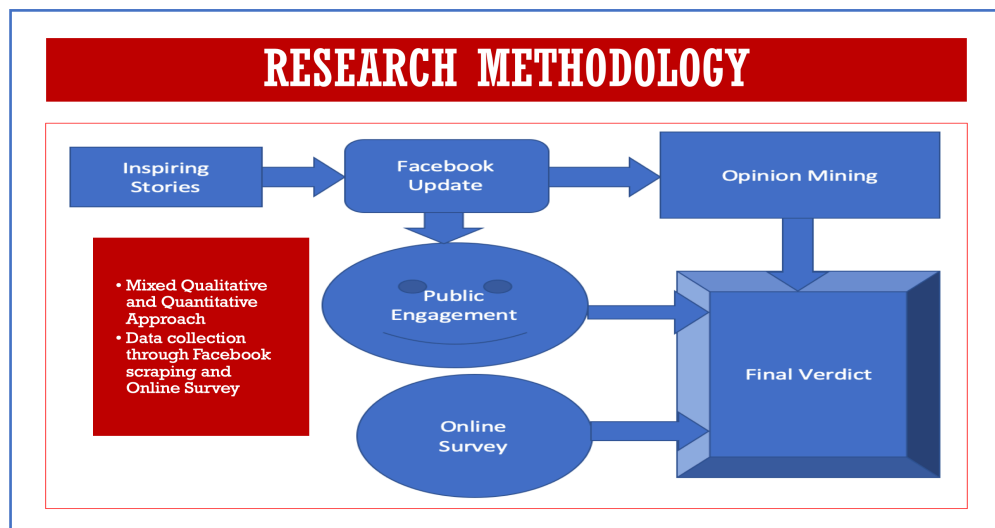 RESEARCH METHODOLOGY
Inspiring
Stories
Facebook
Update
Opinion Mining
• Mixed Qualitative
and Quantitative
Approach
• Data collection
through Facebook
scraping and
Online Survey
Public
Engagement
Final Verdict
Online
Survey